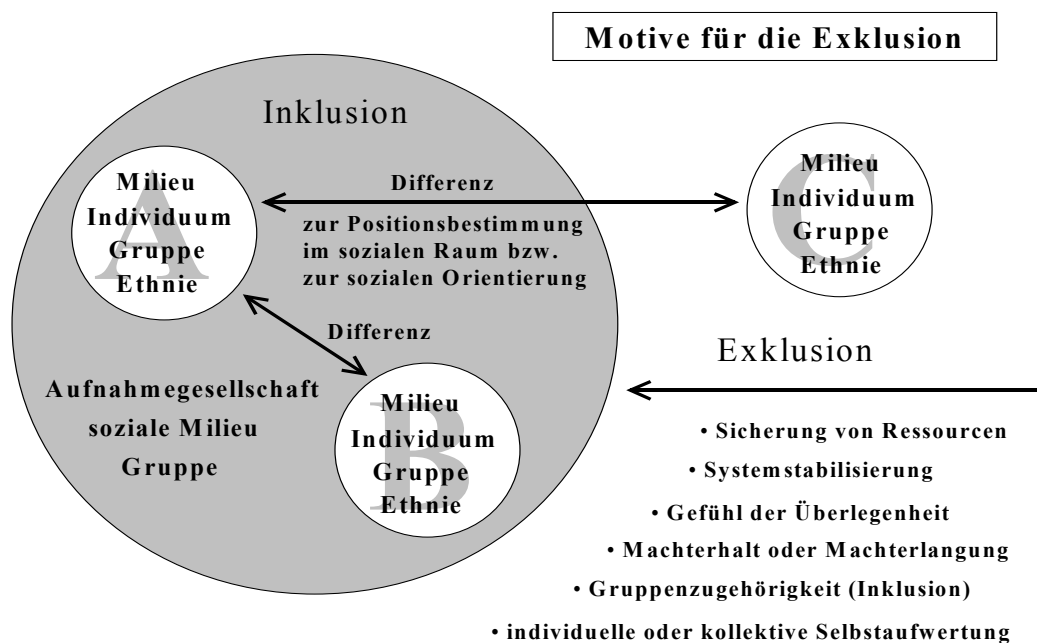 Motive für die Exklusion
Inklusion
A
Milieu
Individuum
Gruppe
Ethnie
Differenz
zur Positionsbestimmung
im sozialen Raum bzw.
zur sozialen Orientierung
C
Milieu
Individuum
Gruppe
Ethnie
Differenz
Aufnahmegesellschaft
soziale Milieu
Gruppe
B
Milieu
Individuum
Gruppe
Ethnie
Exklusion
• Sicherung von Ressourcen
• Systemstabilisierung
• Gefühl der Überlegenheit
• Machterhalt oder Machterlangung
• Gruppenzugehörigkeit (Inklusion)
• individuelle oder kollektive Selbstaufwertung